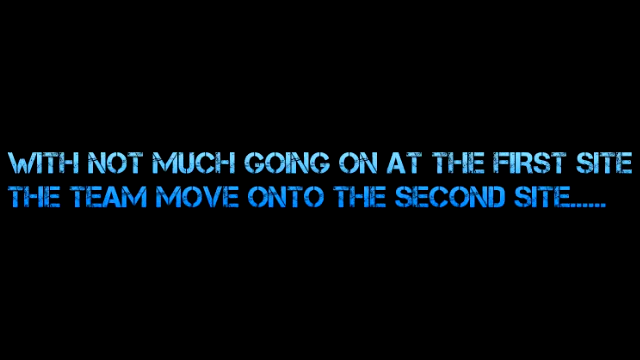 WITH NOT MUCH GOING ON AT THE FIRST SITE
THE TEAM MOVE ONTO THE SECOND SITE......